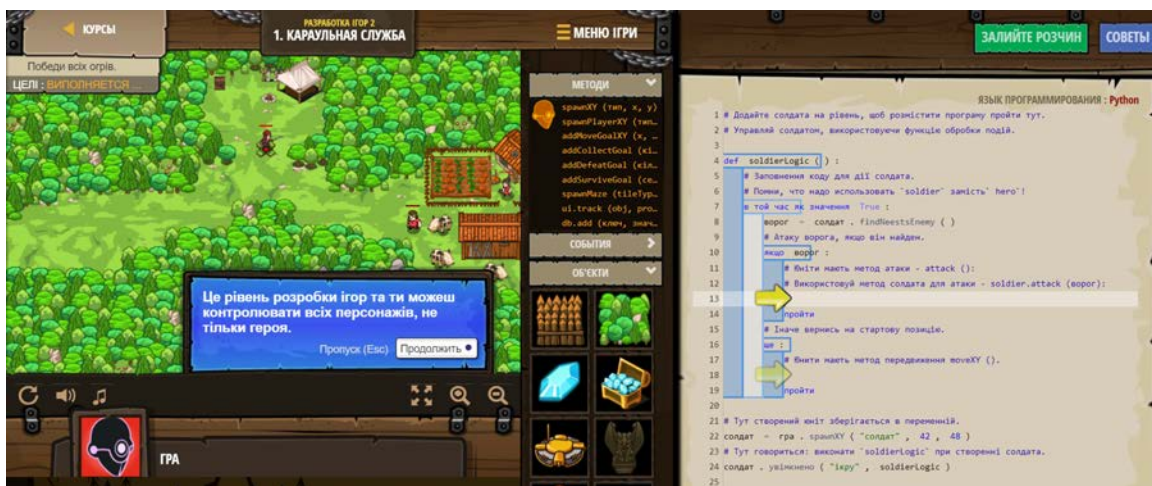 КУРСЫ
РАЗРАБОТКА ІГОР 2
1. КАРАУЛЬНАЯ СЛУЖБА
МЕНЮ ІГРИ
Победи всіх огрів.
ЦЕЛІ : ВИПОЛНЯЕТСЯ ...
МЕТОДИ
spawnXY (тип, x, y)
spawnPlayerXY (тип…
addMoveGoalXY (x, …
addCollectGoal (кі…
addDefeatGoal (кіл…
addSurviveGoal (се…
spawnMaze (tileTyp…
ui.track (obj, pro…
db.add (ключ, знач…
СОБЫТИЯ
ОБ'ЄКТИ
Це рівень розробки ігор та ти можеш
контролювати всіх персонажів, не
тільки героя.
Пропуск (Esc) Продолжить
ГРА
ЗАЛИЙТЕ РОЗЧИН
СОВЕТЫ
ЯЗЫК ПРОГРАММИРОВАНИЯ : Python
1 # Додайте солдата на рівень, щоб розмістити програму пройти тут.
2 # Управляй солдатом, використовуючи функцію обробки подій.
3
4 def soldierLogic ( ) :
5 # Заповнення коду для дії солдата.
6 # Помни, что надо использовать `soldier` замість` hero`!
7 в той час як значення True :
8 ворог = солдат . findNeestsEnemy ( )
9 # Атаку ворога, якщо він найден.
10 якщо ворог :
11 # Юніти мають метод атаки - attack ():
12 # Використовуй метод солдата для атаки - soldier.attack (ворог):
13
14 пройти
15 # Іначе вернись на стартову позицію.
16 ше :
17 # Юнити мають метод передвиження moveXY ().
18
19 пройти
20
21 # Тут створений юніт зберігається в переменній.
22 солдат = гра . spawnXY ( "солдат" , 42 , 48 )
23 # Тут говориться: виконати `soldierLogic` при створенні солдата.
24 солдат . увімкнено ( "ікру" , soldierLogic )
25